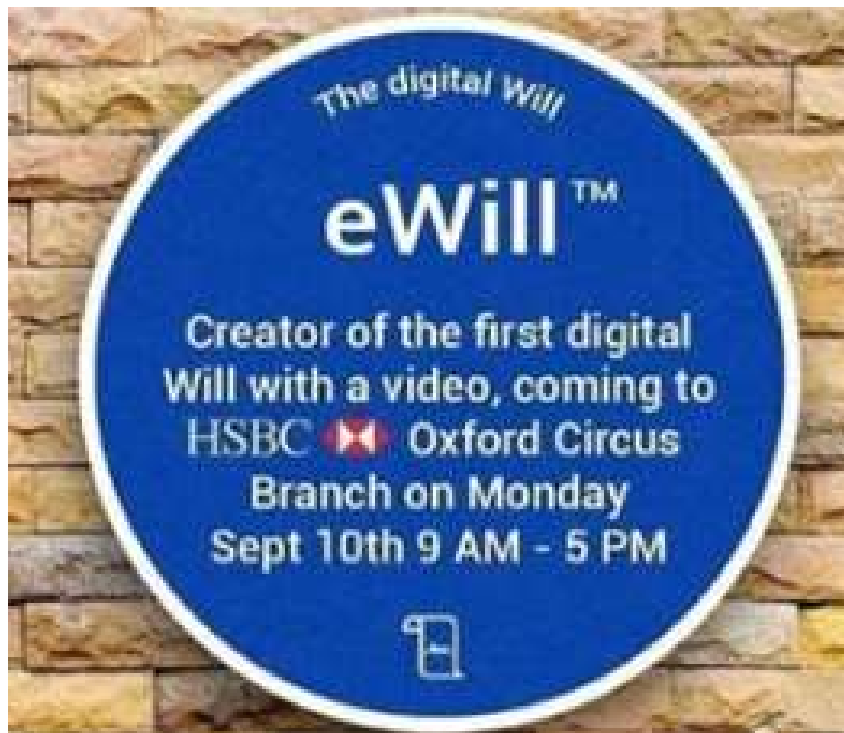 The digital Will
eWill™
Creator of the first digital
Will with a video, coming to
HSBC Oxford Circus
Branch on Monday
Sept 10th 9 AM - 5 PM